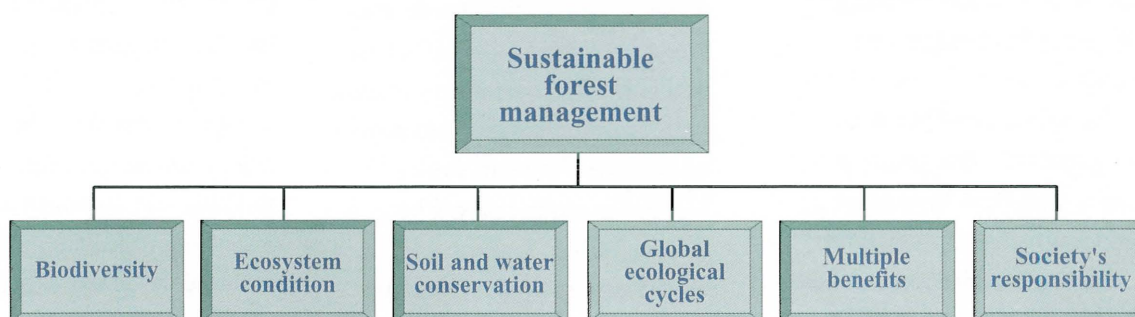 Sustainable
forest
management
Biodiversity
Ecosystem
condition
Soil and water
conservation
Global
ecological
cycles
Multiple
benefits
Society's
responsibility